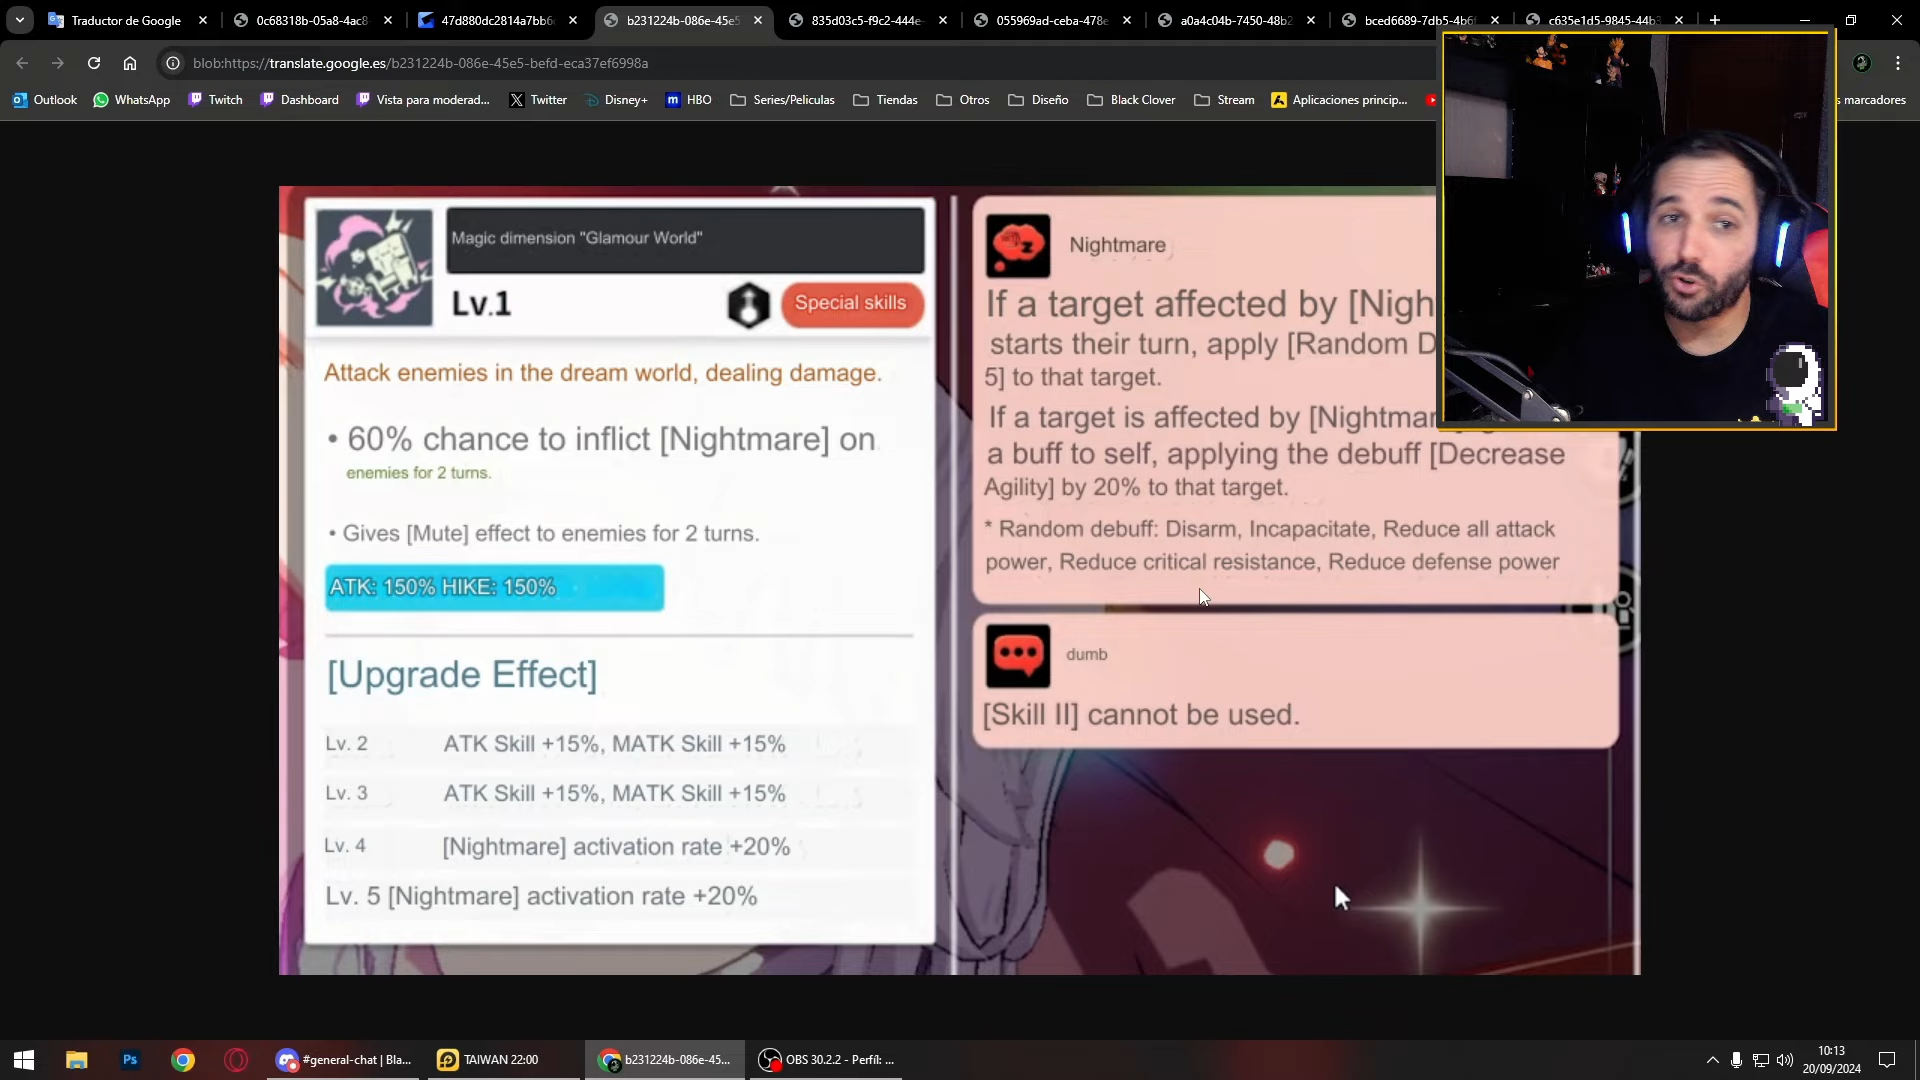 Traductor de Google
0c68318b-05a8-4ac8-
47d880dc2814a7bb6
b231224b-086e-45e5
835d03c5-f9c2-444e-
055969ad-ceba-478e
a0a4c04b-7450-48b2
bced6689-7db5-4b6f
c635e1d5-9845-44b3
blob:https://translate.google.es/b231224b-086e-45e5-befd-eca37ef6998a
Outlook
WhatsApp
Twitch
Dashboard
Vista para moderad...
Twitter
Disney+
HBO
Series/Peliculas
Tiendas
Otros
Diseño
Black Clover
Stream
Aplicaciones princip...
s marcadores
Magic dimension "Glamour World"
Lv.1
Special skills
Attack enemies in the dream world, dealing damage.
• 60% chance to inflict [Nightmare] on
enemies for 2 turns.
• Gives [Mute] effect to enemies for 2 turns.
ATK: 150% HIKE: 150%
[Upgrade Effect]
Lv. 2 ATK Skill +15%, MATK Skill +15%
Lv. 3 ATK Skill +15%, MATK Skill +15%
Lv. 4 [Nightmare] activation rate +20%
Lv. 5 [Nightmare] activation rate +20%
Nightmare
If a target affected by [Nigh
starts their turn, apply [Random D
5] to that target.
If a target is affected by [Nightmar
a buff to self, applying the debuff [Decrease
Agility] by 20% to that target.
* Random debuff: Disarm, Incapacitate, Reduce all attack
power, Reduce critical resistance, Reduce defense power
dumb
[Skill II] cannot be used.
#general-chat | Bla...
TAIWAN 22:00
b231224b-086e-45...
OBS 30.2.2 - Perfil: ...
10:13
20/09/2024